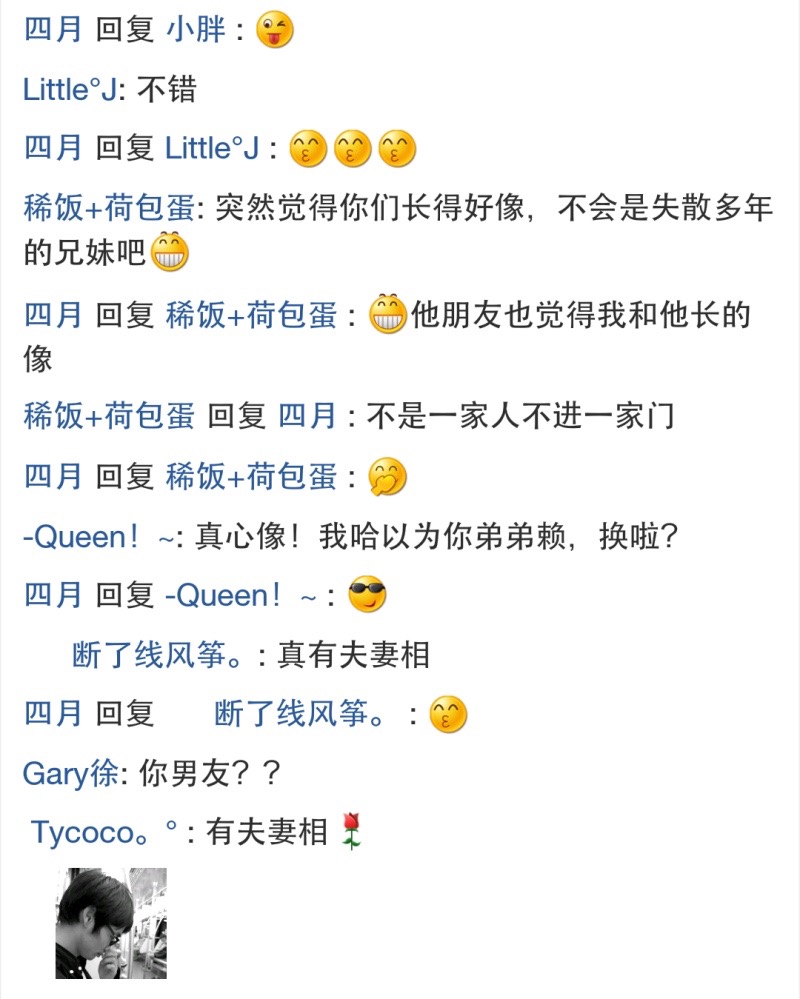 四月 回复 小胖 : 😜
Little°J: 不错
四月 回复 Little°J : 😙😙😙
稀饭+荷包蛋: 突然觉得你们长得好像，不会是失散多年
的兄妹吧😁
四月 回复 稀饭+荷包蛋 : 😁他朋友也觉得我和他长的
像
稀饭+荷包蛋 回复 四月 : 不是一家人不进一家门
四月 回复 稀饭+荷包蛋 : 🤭
-Queen！~: 真心像！我哈以为你弟弟赖，换啦？
四月 回复 -Queen！~ : 😎
断了线风筝。: 真有夫妻相
四月 回复 断了线风筝。 : 😙
Gary徐: 你男友？？
Tycoco。° : 有夫妻相🌹